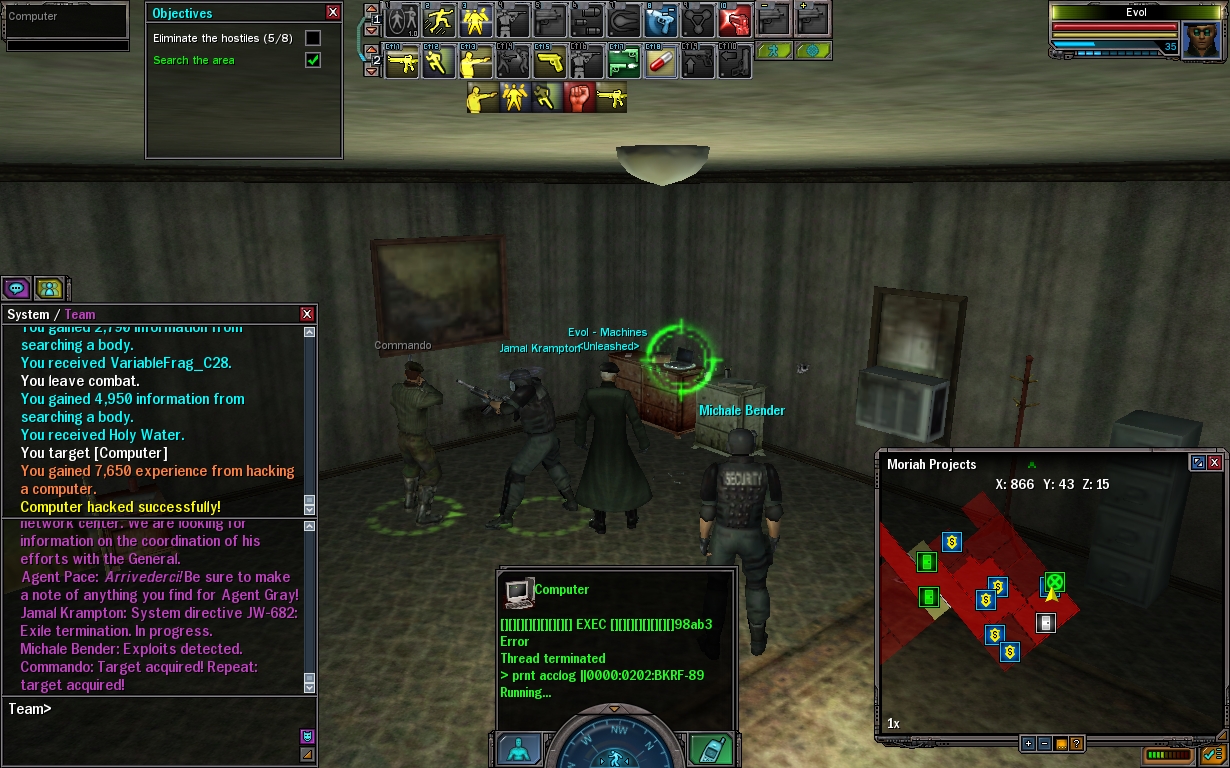 Computer
Objectives
Eliminate the hostiles (5/8)
Search the area
1
2
Evol
35
Evol - Machines
Commando
Jamal Krampton
<Unleashed>
Michale Bender
SECURITY
System / Team
You gained 2,790 information from
searching a body.
You received VariableFrag_C28.
You leave combat.
You gained 4,950 information from
searching a body.
You received Holy Water.
You target [Computer]
You gained 7,650 experience from hacking
a computer.
Computer hacked successfully!
network center. We are looking for
information on the coordination of his
efforts with the General.
Agent Pace: Arrivederci! Be sure to make
a note of anything you find for Agent Gray!
Jamal Krampton: System directive JW-682:
Exile termination. In progress.
Michale Bender: Exploits detected.
Commando: Target acquired! Repeat:
target acquired!
Team>
Computer
[][][][][][][][][] EXEC [][][][][][][][]98ab3
Error
Thread terminated
> prnt acclog ||0000:0202:BKRF-89
Running...
W NW N
Moriah Projects
X: 866 Y: 43 Z: 15
1x